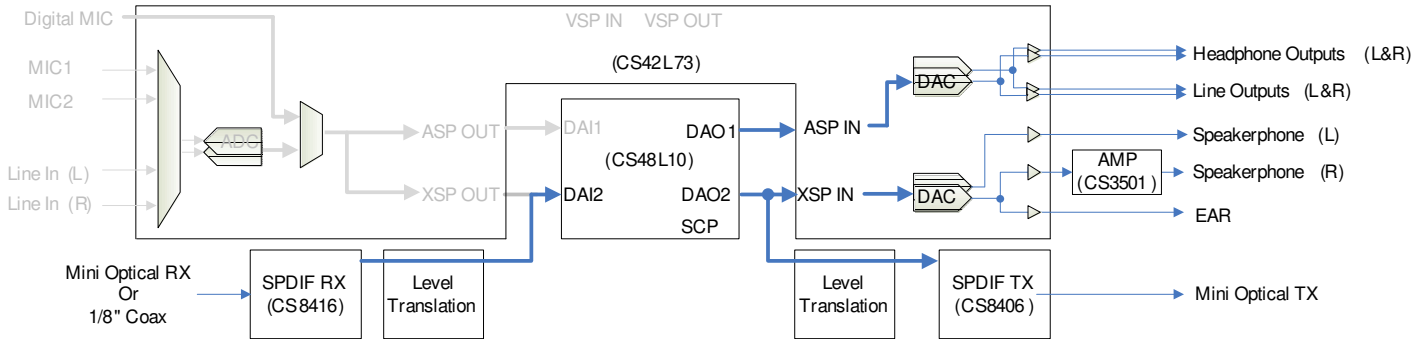 Digital MIC
VSP IN VSP OUT
(CS42L73)
MIC1
MIC2
ADC
Line In (L)
Line In (R)
ASP OUT
XSP OUT
DAI1
DAI2
DAO1
(CS48L10)
DAO2
SCP
ASP IN
XSP IN
DAC
DAC
Headphone Outputs (L&R)
Line Outputs (L&R)
Speakerphone (L)
AMP
(CS3501)
Speakerphone (R)
EAR
Mini Optical RX
Or
1/8" Coax
SPDIF RX
(CS8416)
Level
Translation
Level
Translation
SPDIF TX
(CS8406)
Mini Optical TX